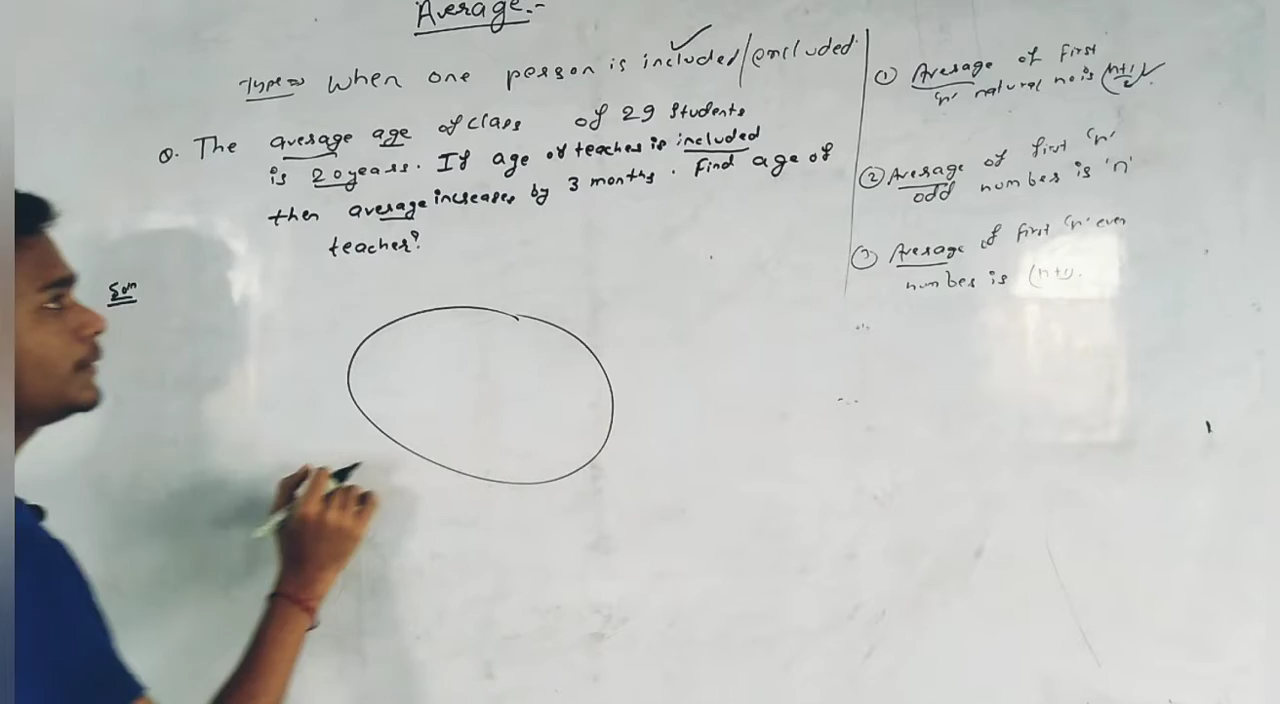 Average.-
Type ⇒ When one person is included/excluded.
Q. The average age of class of 29 students
is 20 years. If age of teacher is included
then average increases by 3 months. Find age of
teacher?
Soln
① Average of first
'n' natural no is (n+1/2)
② Average of first 'n'
odd numbers is 'n'
③ Average of first 'n' even
number is (n+1).